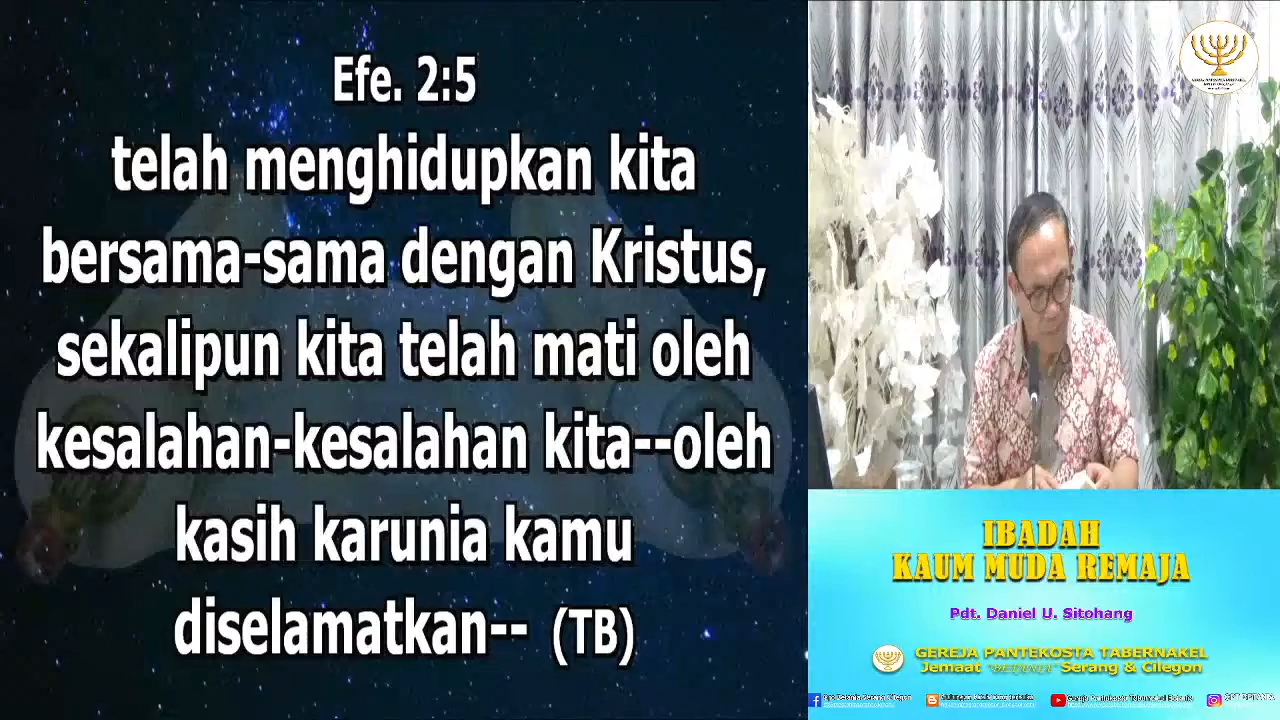 Efe. 2:5
telah menghidupkan kita
bersama-sama dengan Kristus,
sekalipun kita telah mati oleh
kesalahan-kesalahan kita--oleh
kasih karunia kamu
diselamatkan-- (TB)
IBADAH
KAUM MUDA REMAJA
Pdt. Daniel U. Sitohang
GEREJA PANTEKOSTA TABERNAKEL
Jemaat "BETANIA" Serang & Cilegon